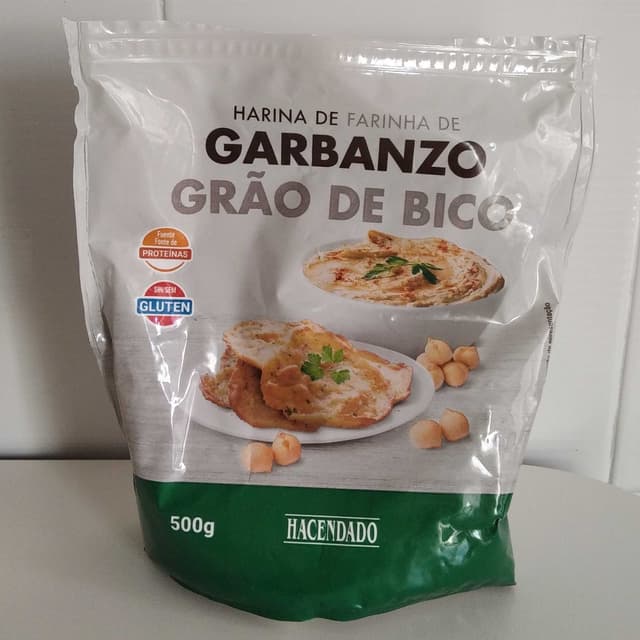 HARINA DE FARINHA DE
GARBANZO
GRÃO DE BICO
Fuente
Fonte de
PROTEÍNAS
SIN SEM
GLUTEN
500g
HACENDADO